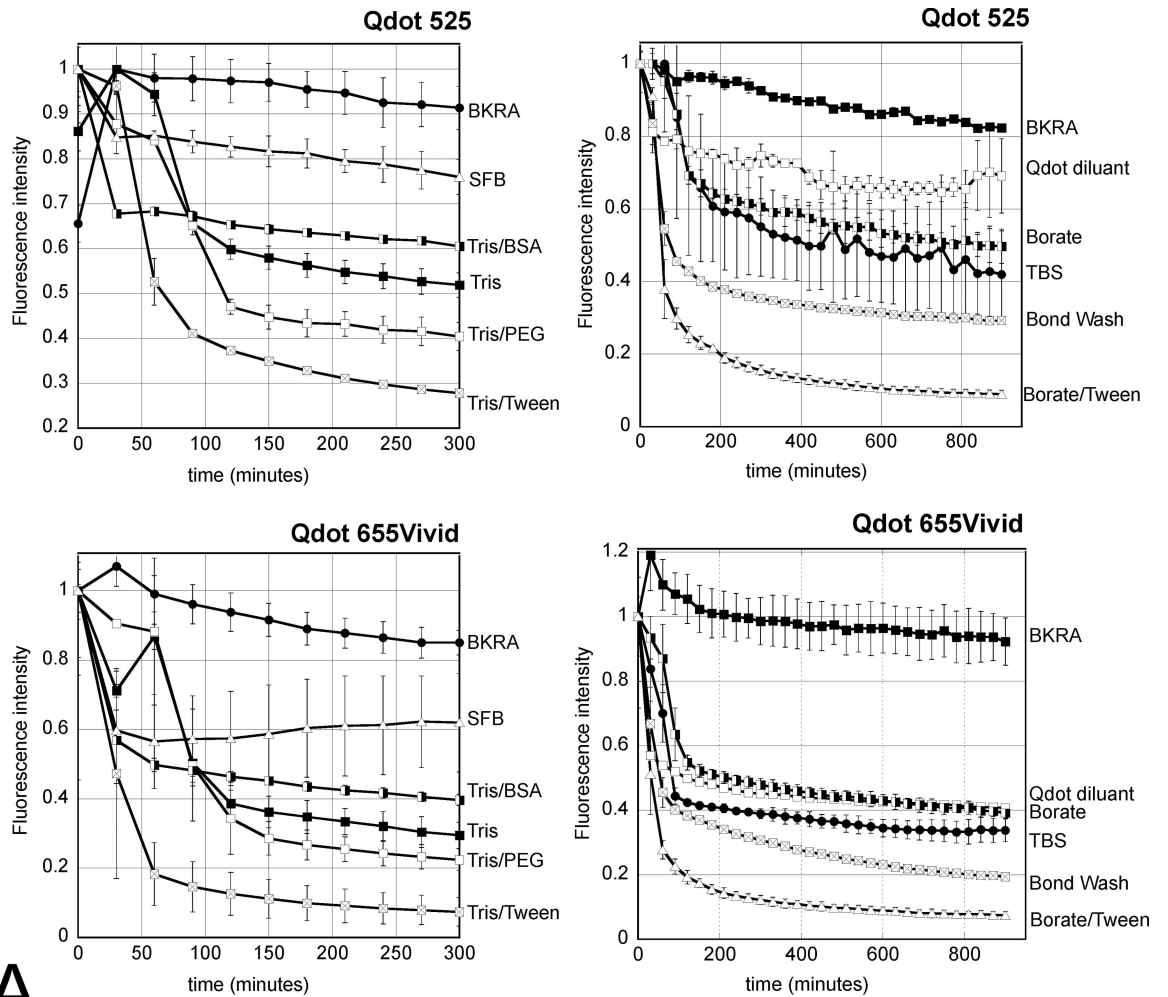 Qdot 525
Fluorescence intensity
1
0.9
0.8
0.7
0.6
0.5
0.4
0.3
0.2
0 50 100 150 200 250 300
time (minutes)
BKRA
SFB
Tris/BSA
Tris
Tris/PEG
Tris/Tween
Qdot 525
Fluorescence intensity
1
0.8
0.6
0.4
0.2
0
0 200 400 600 800
time (minutes)
BKRA
Qdot diluant
Borate
TBS
Bond Wash
Borate/Tween
Qdot 655Vivid
Fluorescence intensity
1
0.8
0.6
0.4
0.2
0
0 50 100 150 200 250 300
time (minutes)
BKRA
SFB
Tris/BSA
Tris
Tris/PEG
Tris/Tween
Qdot 655Vivid
Fluorescence intensity
1.2
1
0.8
0.6
0.4
0.2
0
0 200 400 600 800
time (minutes)
BKRA
Qdot diluant
Borate
TBS
Bond Wash
Borate/Tween
A